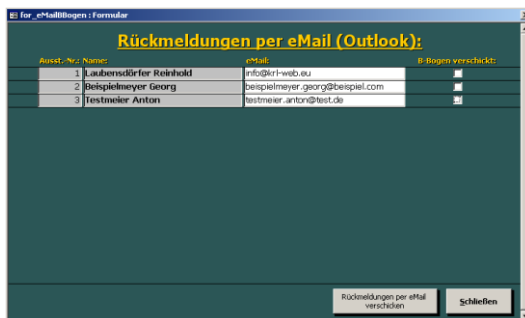 for_eMailBBogen : Formular
Rückmeldungen per eMail (Outlook):
Ausst.-Nr.: Name: eMail: B-Bogen verschickt:
1 Laubensdörfer Reinhold info@krl-web.eu
2 Beispielmeyer Georg beispielmeyer.georg@beispiel.com
3 Testmeier Anton testmeier.anton@test.de
Rückmeldungen per eMail
verschicken
Schließen